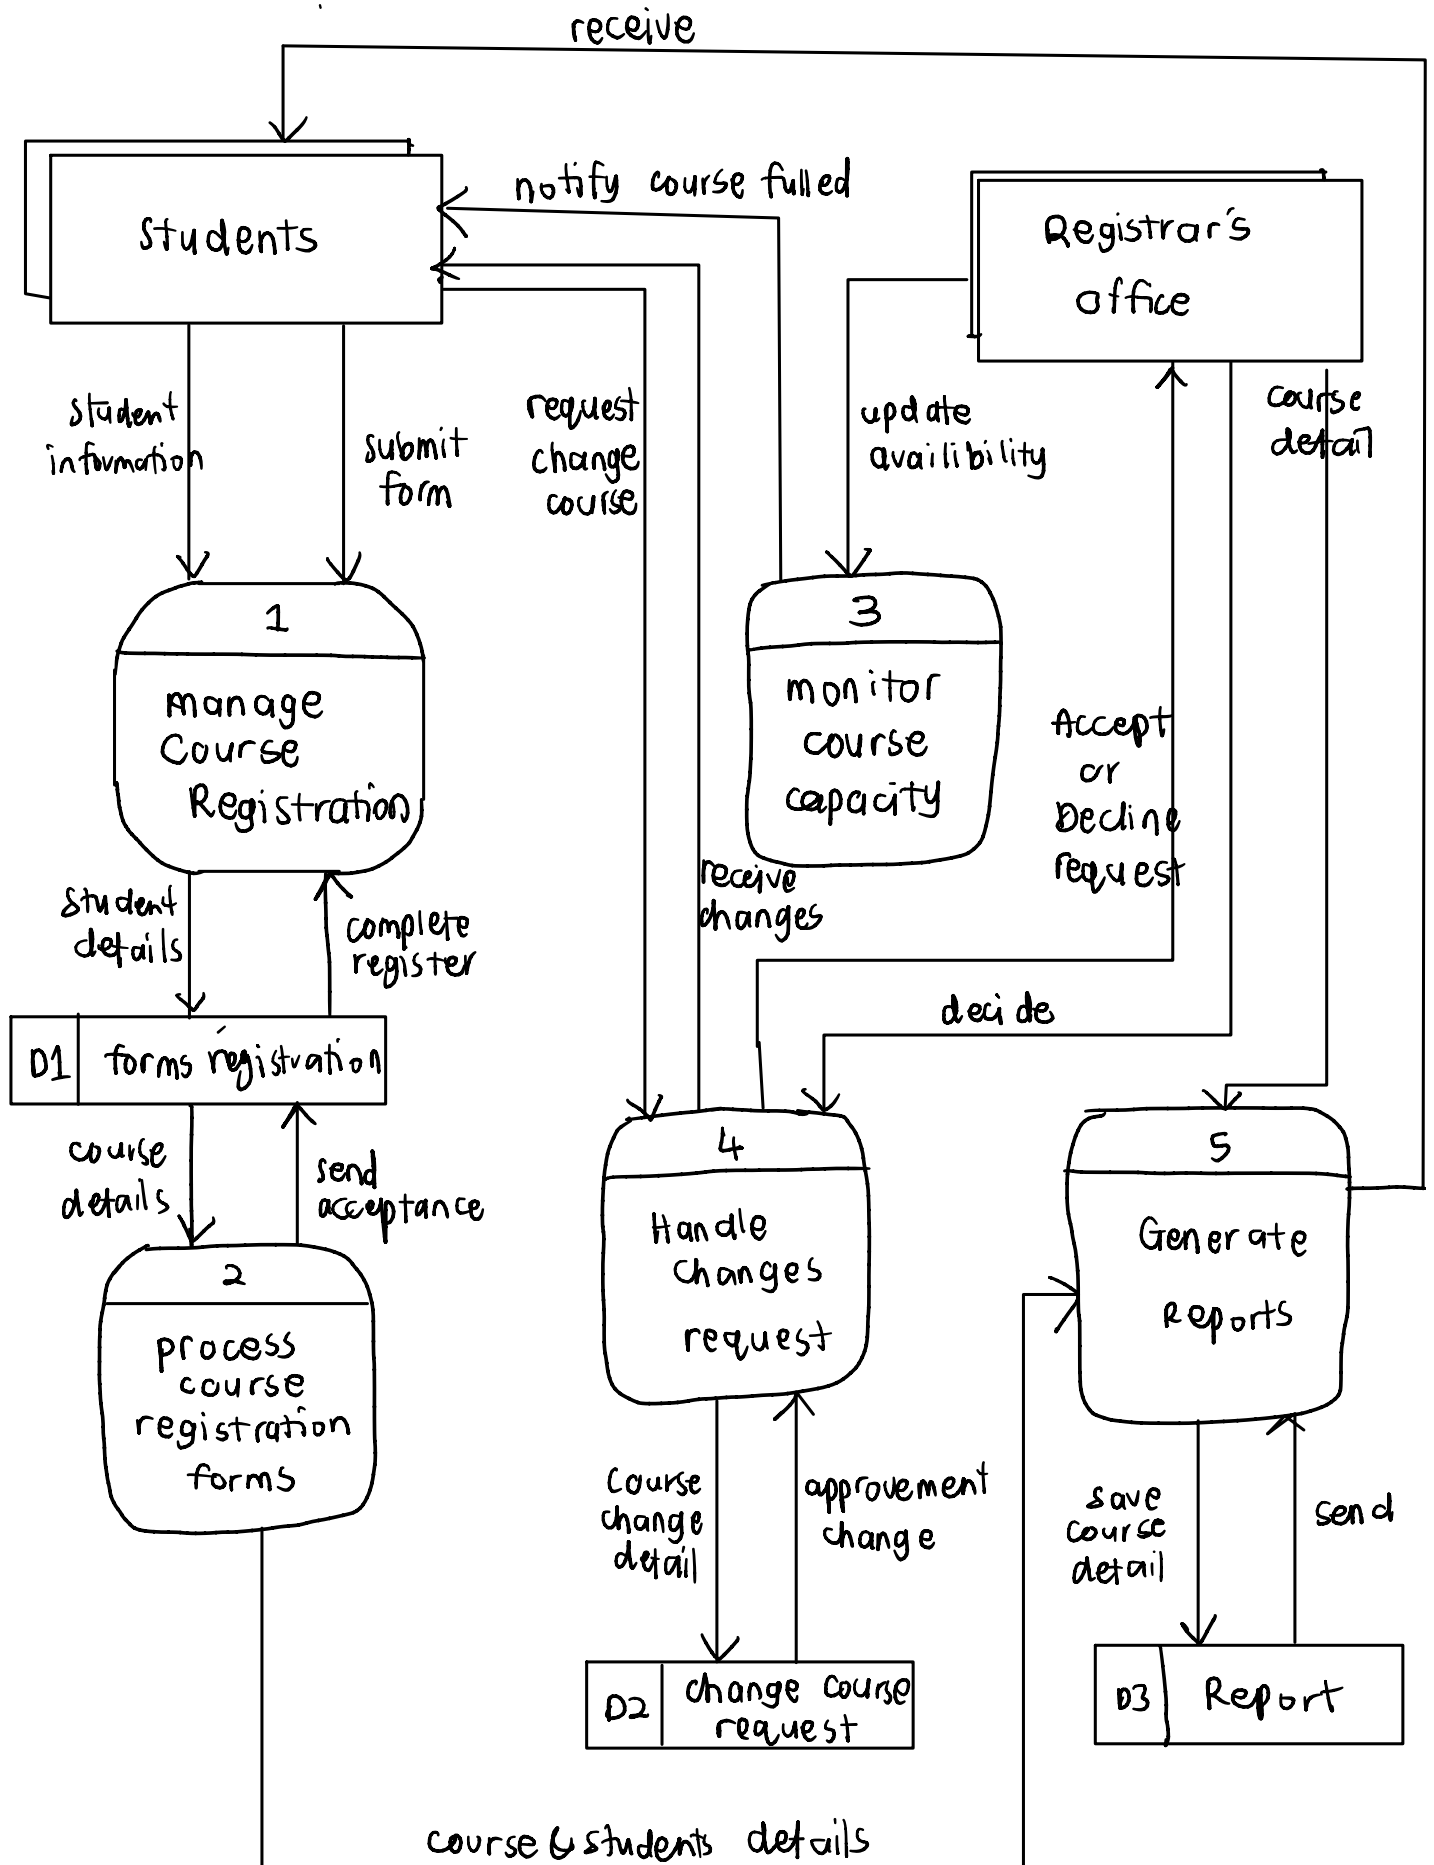 receive
notify course fulled
Students
Registrar's
office
student
information
submit
form
request
change
course
update
availibility
course
detail
1
manage
Course
Registration
3
monitor
course
capacity
Accept
or
Decline
request
receive
changes
student
details
complete
register
decide
D1
forms registration
course
details
send
acceptance
4
Handle
changes
request
5
Generate
Reports
2
process
course
registration
forms
Course
change
detail
approvement
change
save
course
detail
send
D2
change course
request
D3
Report
course & students details